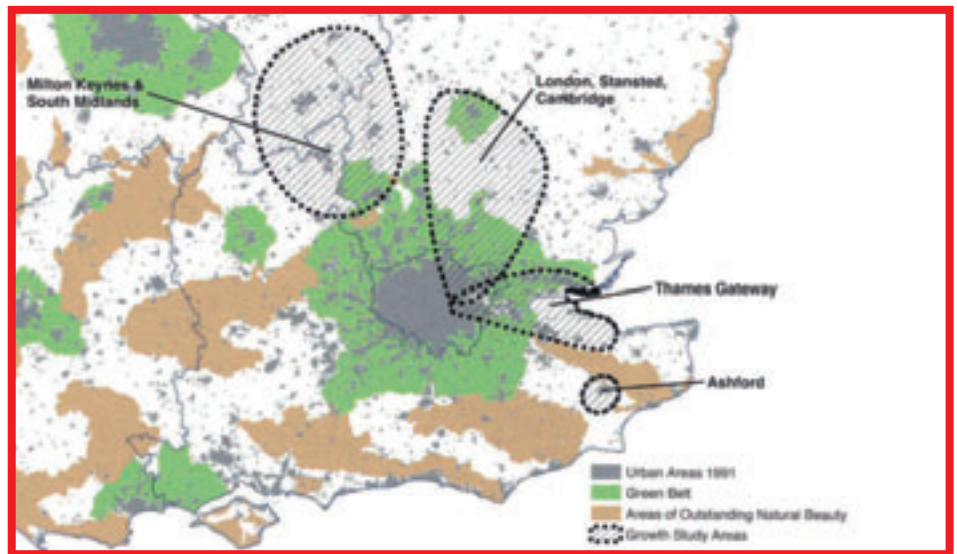 Milton Keynes &
South Midlands
London, Stansted,
Cambridge
Thames Gateway
Ashford
Urban Areas 1991
Green Belt
Areas of Outstanding Natural Beauty
Growth Study Areas